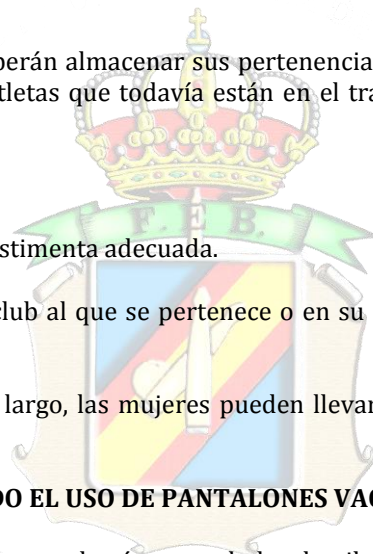 berán almacenar sus pertenencia
tletas que todavía están en el tra
F. E. B.
stimenta adecuada.
club al que se pertenece o en su
largo, las mujeres pueden llevar
DO EL USO DE PANTALONES VAQ